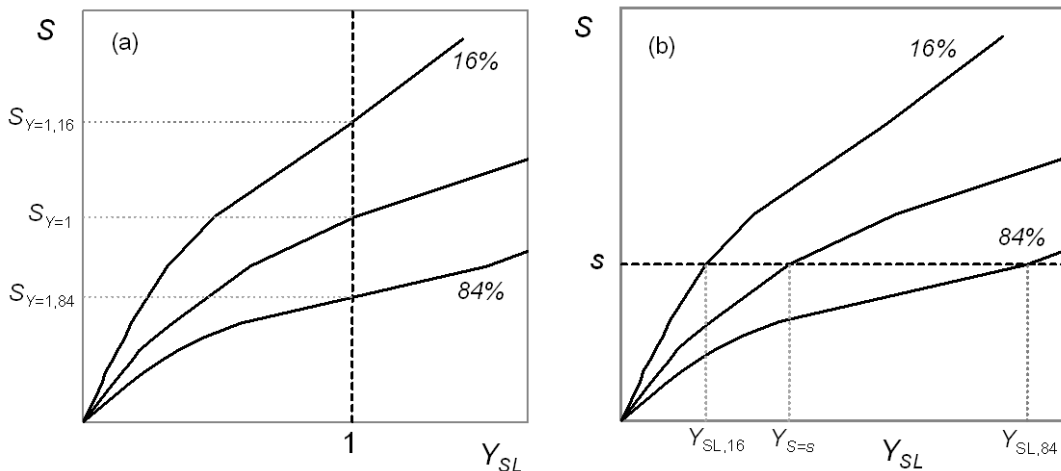 S
(a)
16%
S_{Y=1,16}
S_{Y=1}
S_{Y=1,84}
84%
1
Y_{SL}
S
(b)
16%
84%
s
Y_{SL,16}
Y_{S=s}
Y_{SL}
Y_{SL,84}